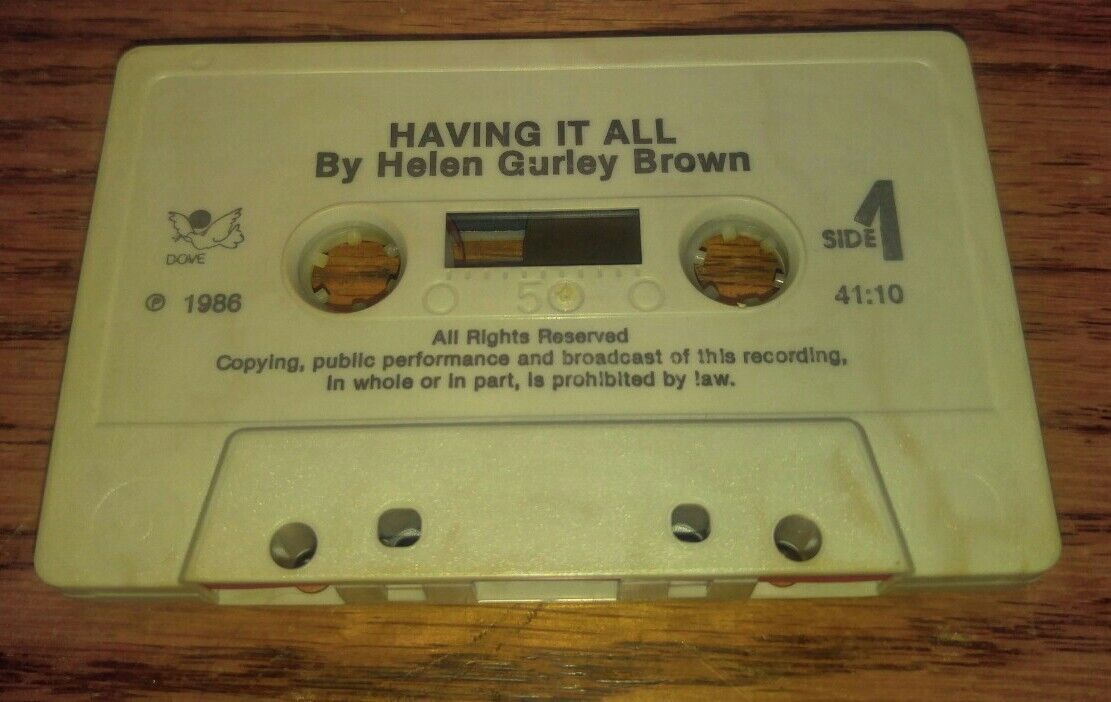 HAVING IT ALL
By Helen Gurley Brown
DOVE
SIDE 1
℗ 1986
50
41:10
All Rights Reserved
Copying, public performance and broadcast of this recording,
in whole or in part, is prohibited by law.